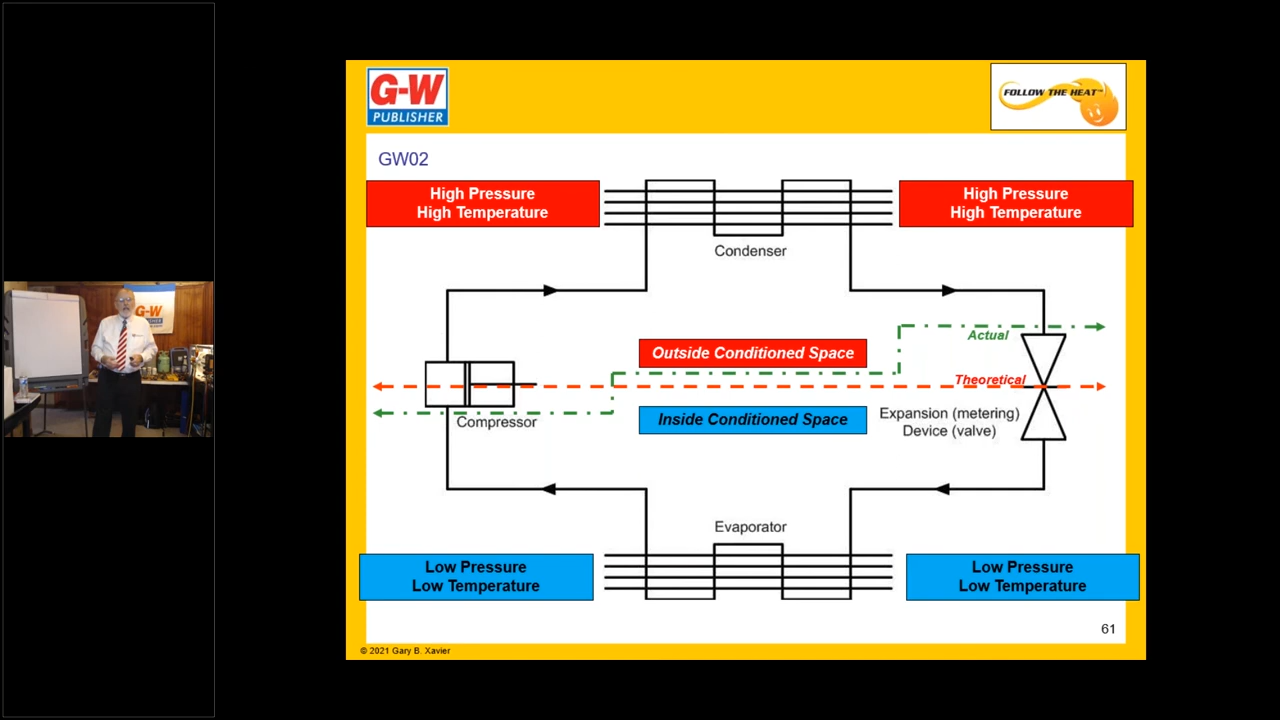 G-W
PUBLISHER
FOLLOW THE HEAT™
GW02
High Pressure
High Temperature
High Pressure
High Temperature
Condenser
Actual
Outside Conditioned Space
Theoretical
Compressor
Inside Conditioned Space
Expansion (metering)
Device (valve)
Evaporator
Low Pressure
Low Temperature
Low Pressure
Low Temperature
61
© 2021 Gary B. Xavier
G-W